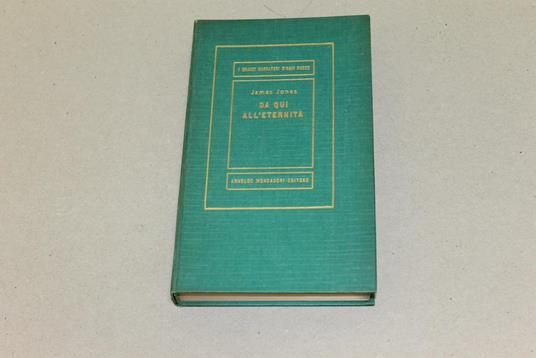 I GRANDI NARRATORI D'OGNI PAESE
James Jones
DA QUI
ALL'ETERNITÀ
ARNOLDO MONDADORI EDITORE